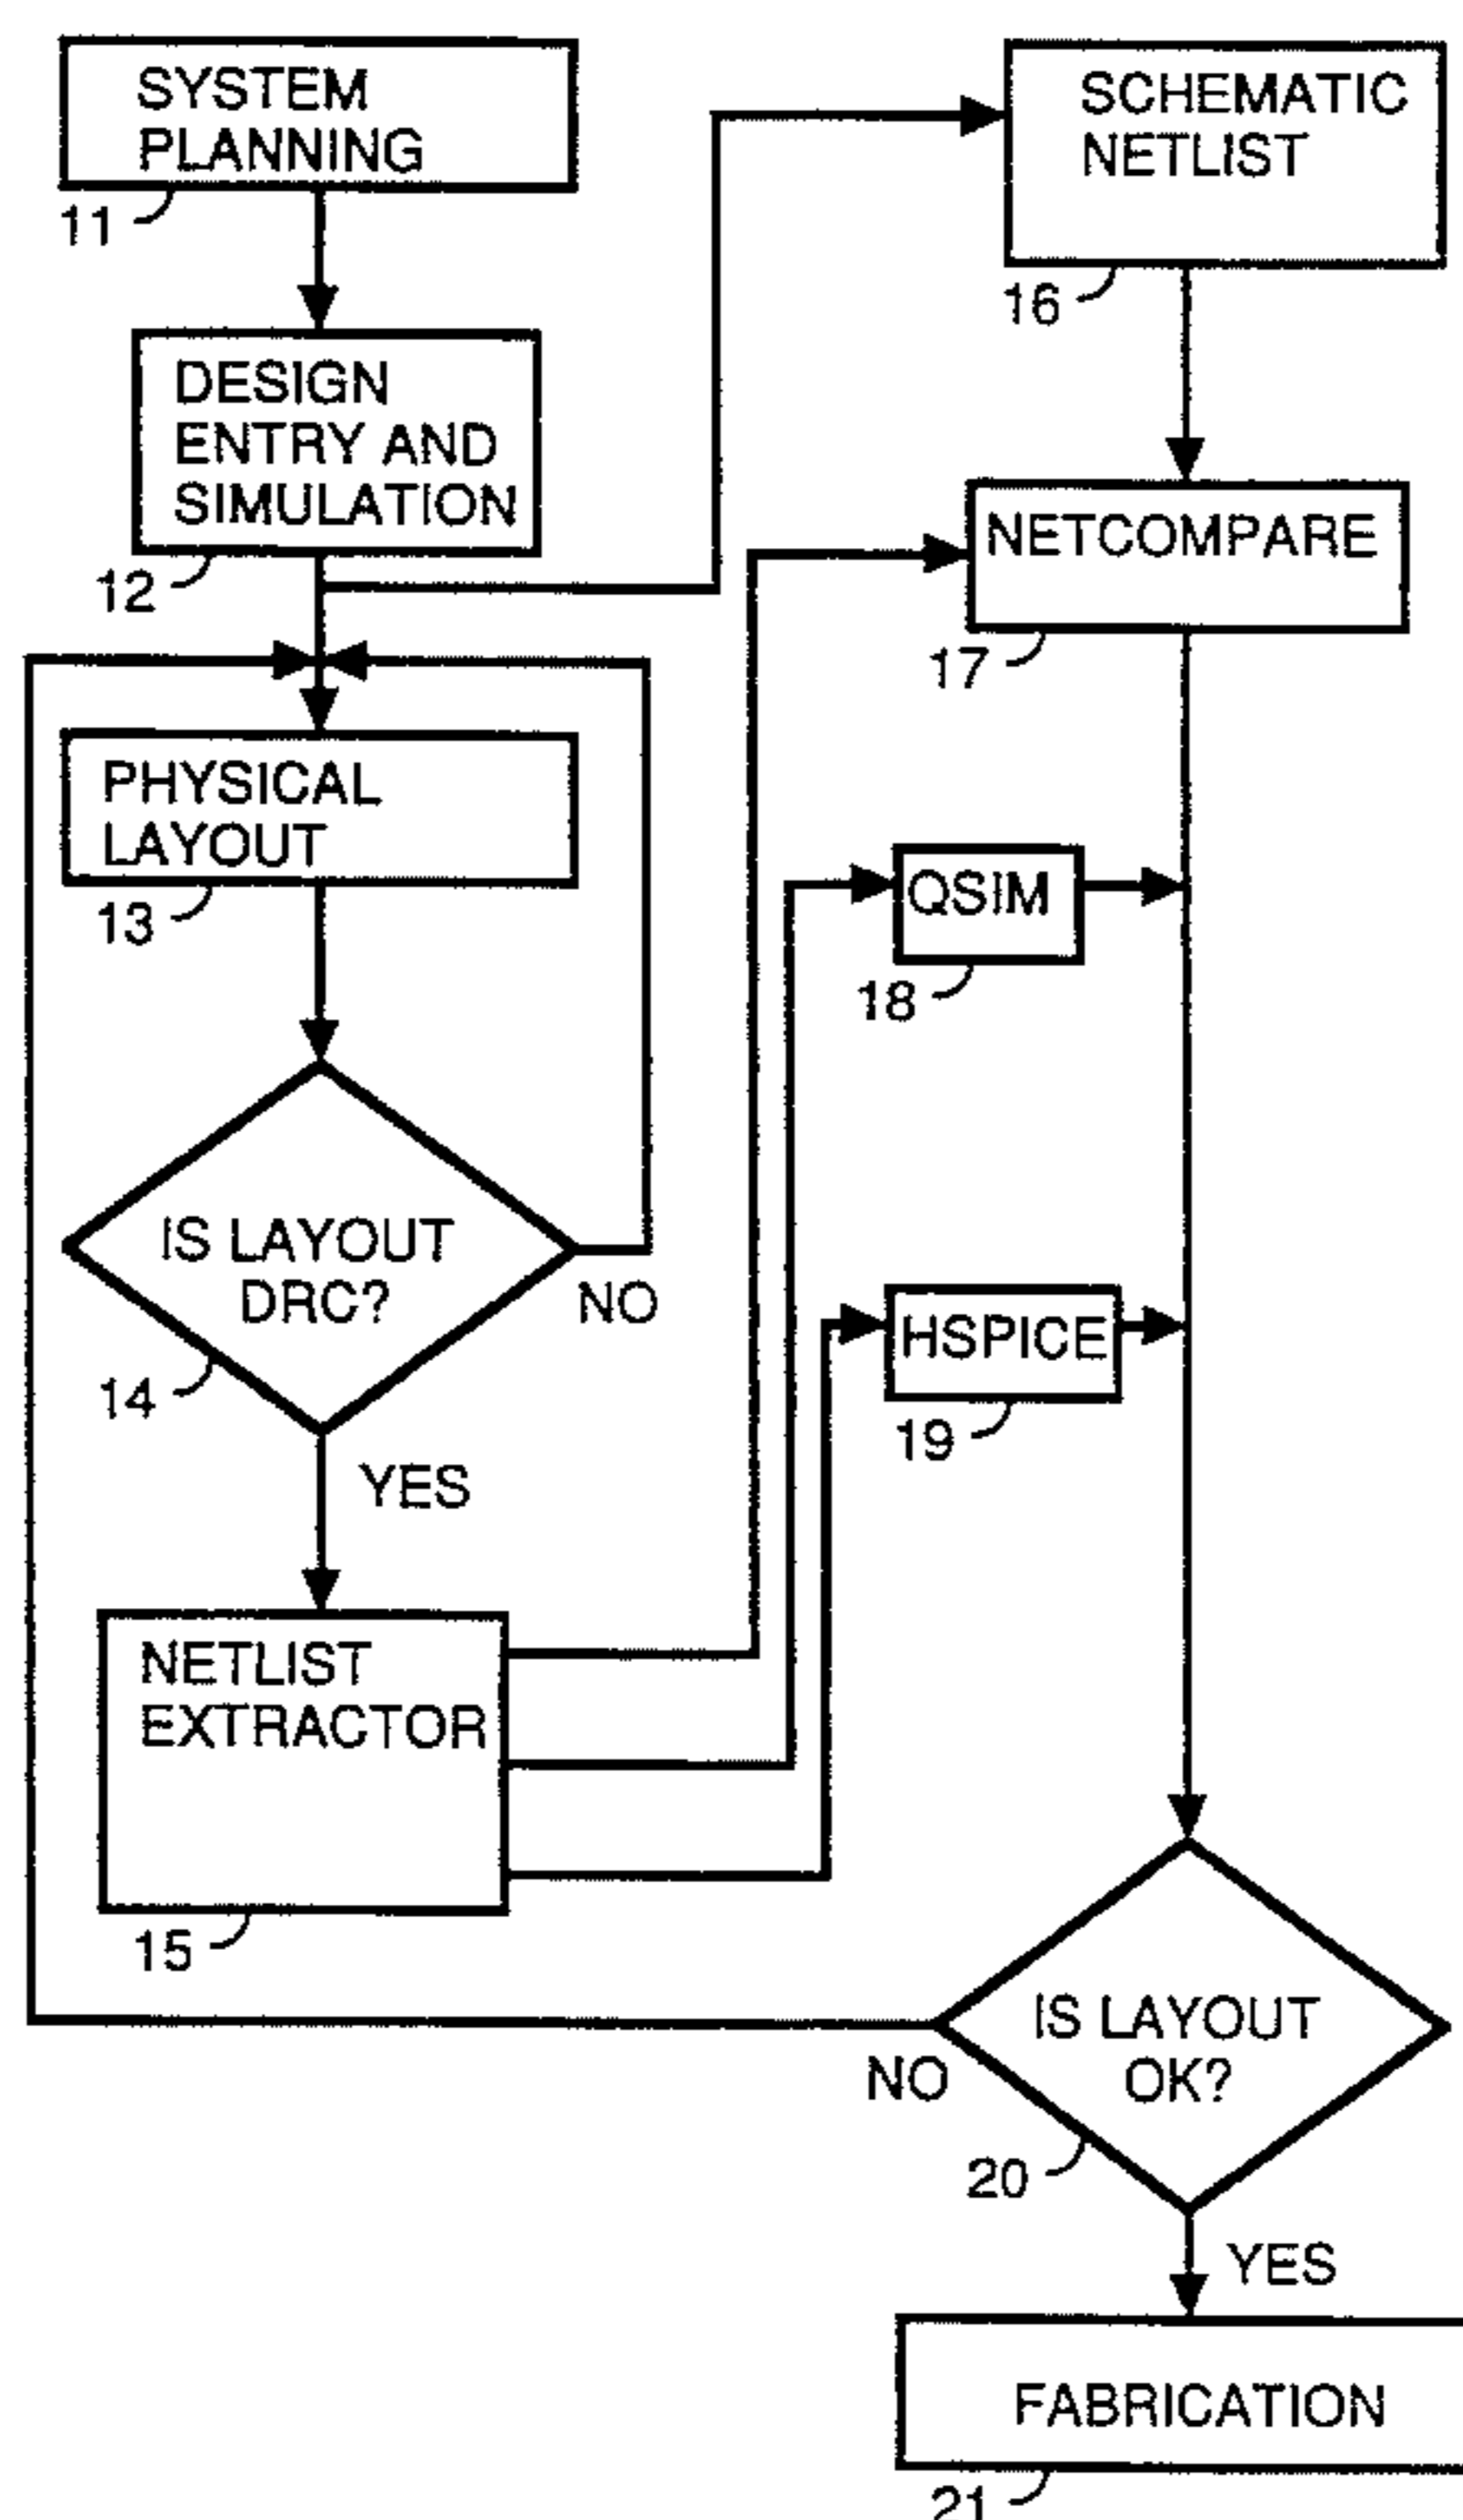 SYSTEM
PLANNING
11
DESIGN
ENTRY AND
SIMULATION
12
PHYSICAL
LAYOUT
13
IS LAYOUT
DRC?
NO
14
YES
NETLIST
EXTRACTOR
15
SCHEMATIC
NETLIST
16
NETCOMPARE
17
QSIM
18
HSPICE
19
IS LAYOUT
OK?
NO
20
YES
FABRICATION
21